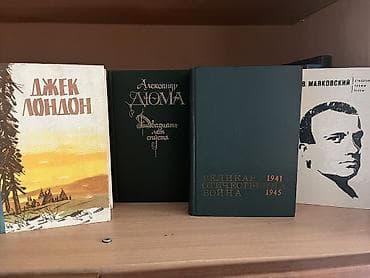 ДЖЕК
ЛОНДОН
Александр
ДЮМА
Двадцать
лет
спустя
ВЕЛИКАЯ 1941
ОТЕЧЕСТВЕННАЯ
ВОЙНА 1945
В. МАЯКОВСКИЙ